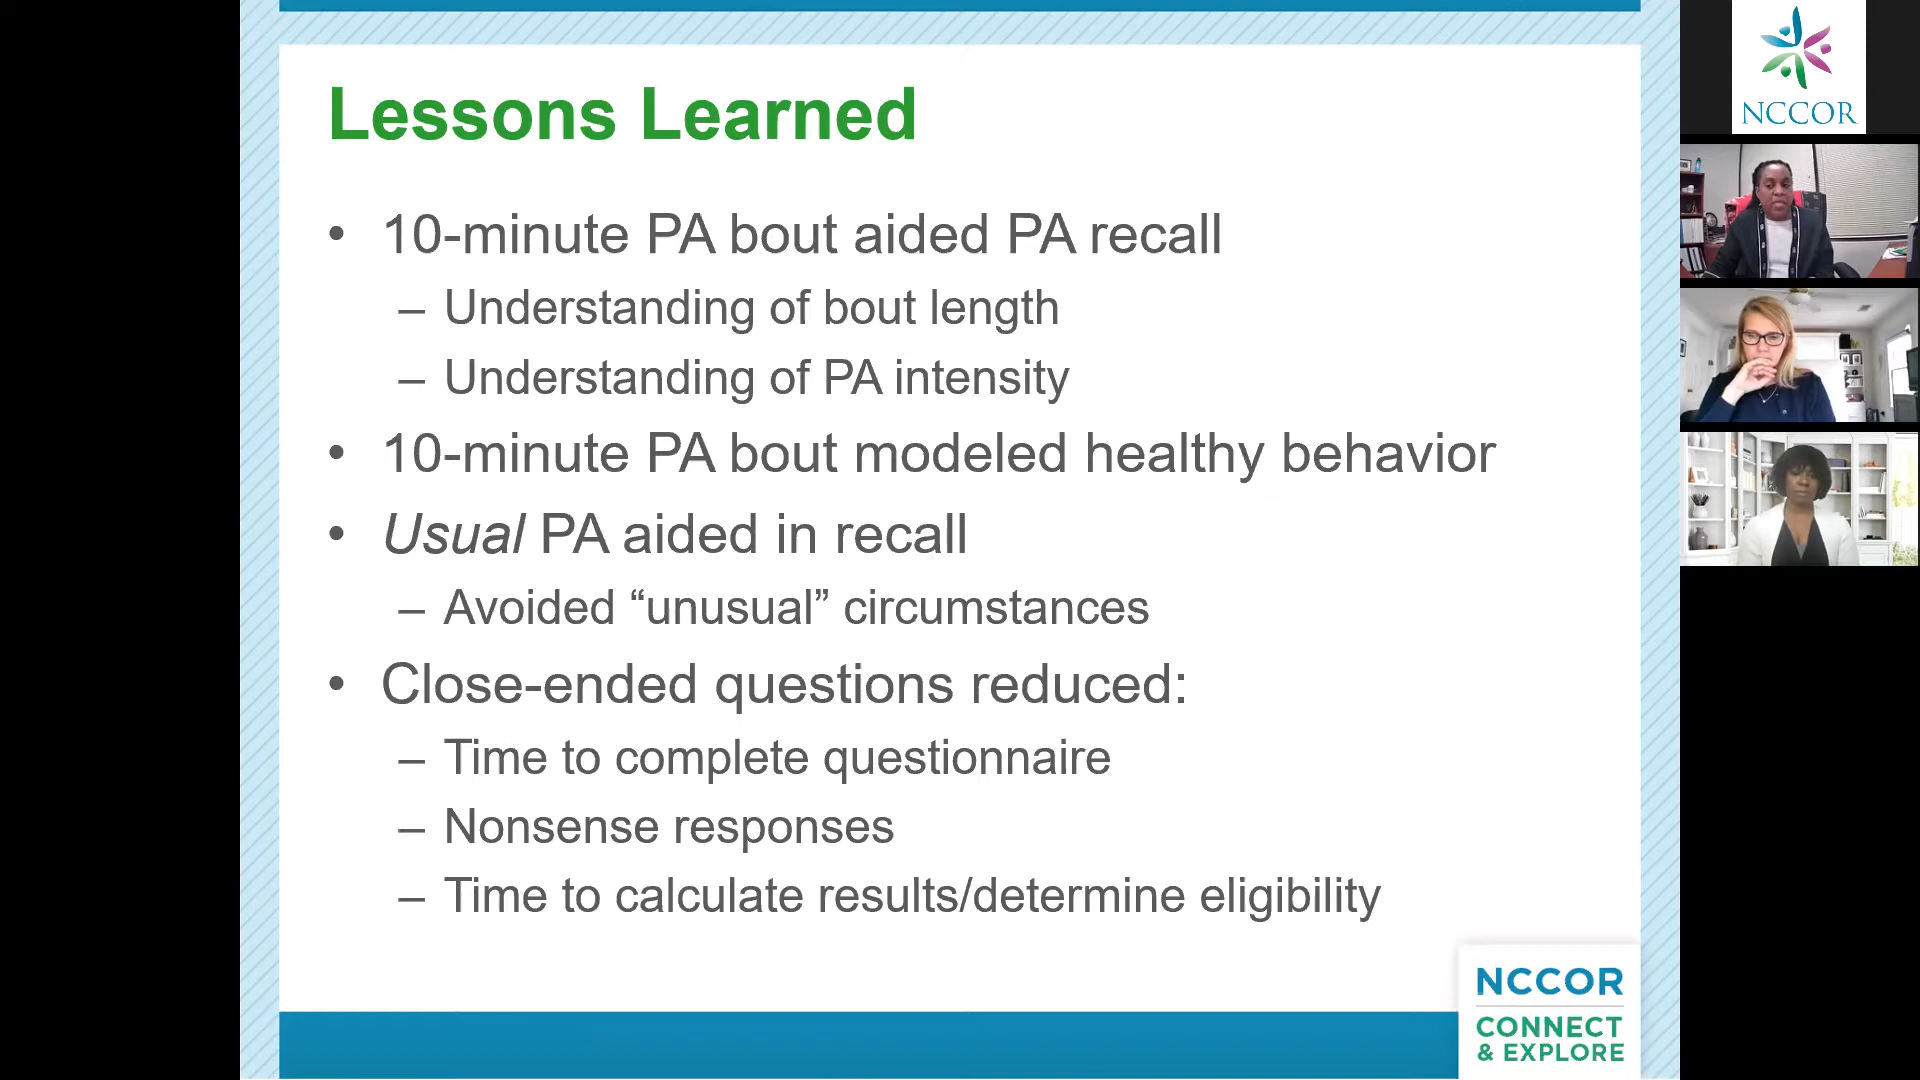 Lessons Learned
• 10-minute PA bout aided PA recall
– Understanding of bout length
– Understanding of PA intensity
• 10-minute PA bout modeled healthy behavior
• Usual PA aided in recall
– Avoided “unusual” circumstances
• Close-ended questions reduced:
– Time to complete questionnaire
– Nonsense responses
– Time to calculate results/determine eligibility
NCCOR
CONNECT
& EXPLORE
NCCOR